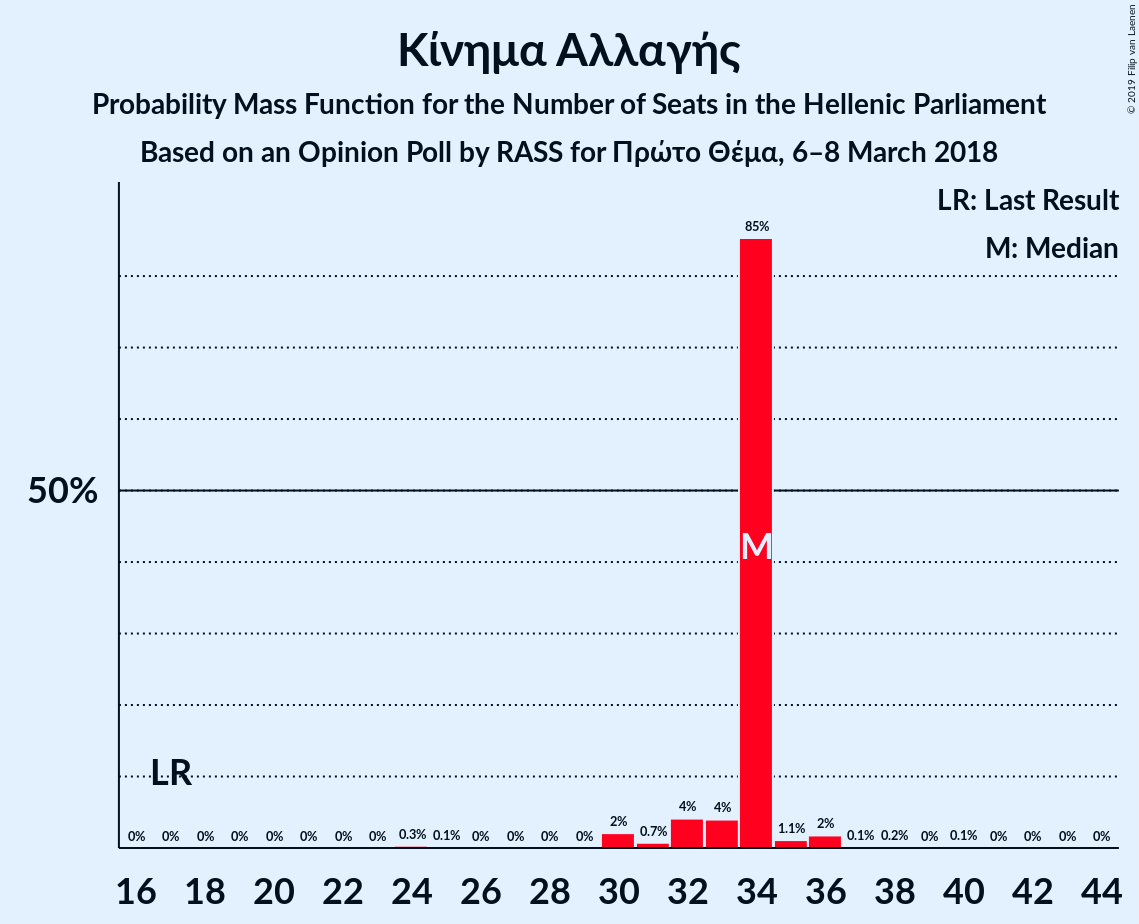 Κίνημα Αλλαγής
Probability Mass Function for the Number of Seats in the Hellenic Parliament
Based on an Opinion Poll by RASS for Πρώτο Θέμα, 6–8 March 2018
© 2019 Filip van Laenen
LR: Last Result
M: Median
85%
50%
M
LR
0% 0% 0% 0% 0% 0% 0% 0% 0.3% 0.1% 0% 0% 0% 0% 2% 0.7% 4% 4% 1.1% 2% 0.1% 0.2% 0% 0.1% 0% 0% 0% 0%
16 18 20 22 24 26 28 30 32 34 36 38 40 42 44